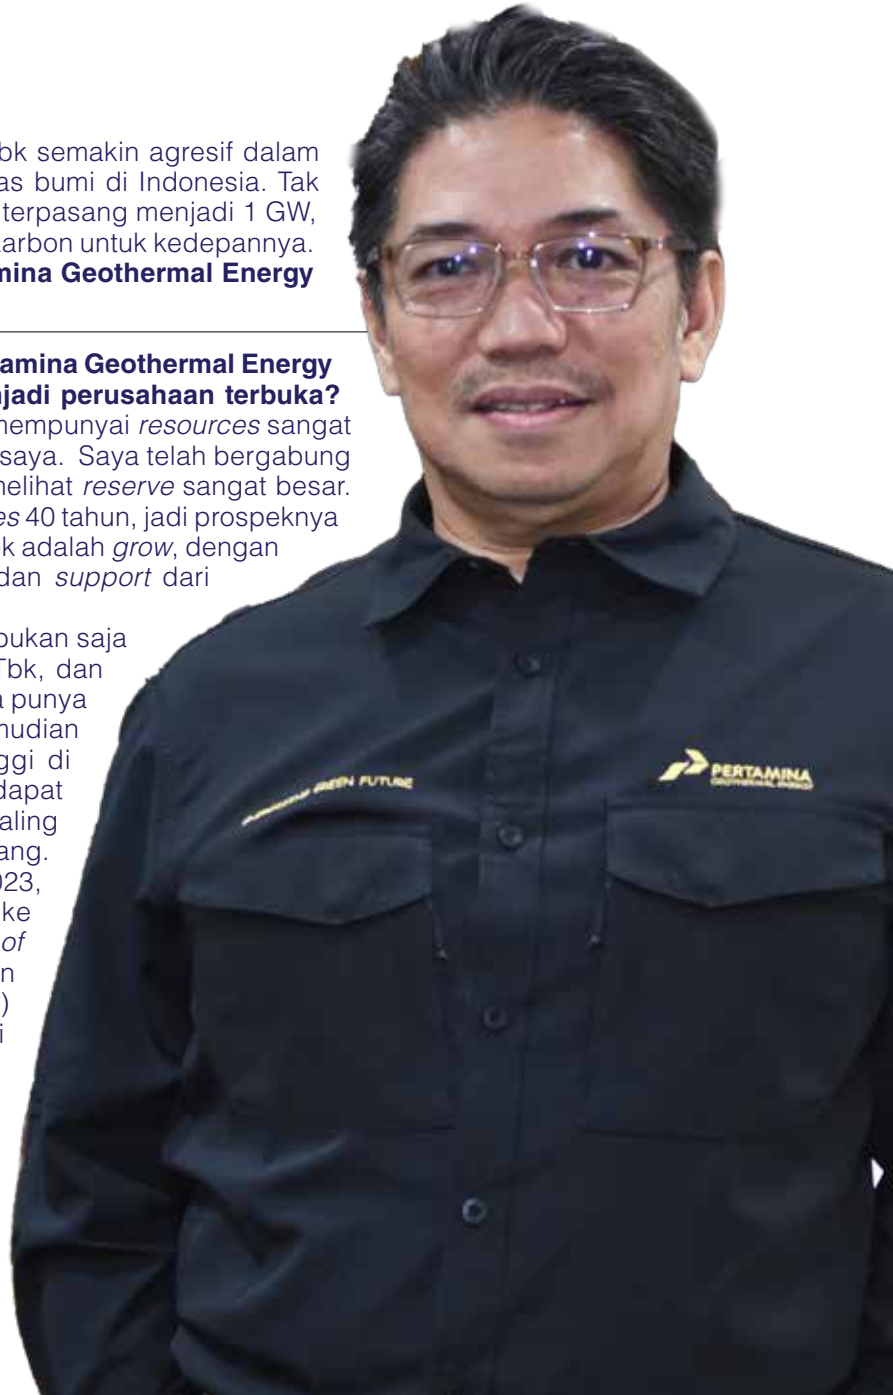 bk semakin agresif dalam
as bumi di Indonesia. Tak
terpasang menjadi 1 GW,
arbon untuk kedepannya.
mina Geothermal Energy
amina Geothermal Energy
njadi perusahaan terbuka?
mempunyai resources sangat
saya. Saya telah bergabung
melihat reserve sangat besar.
es 40 tahun, jadi prospeknya
ok adalah grow, dengan
dan support dari
bukan saja
Tbk, dan
a punya
mudian
ggi di
dapat
aling
ang.
023,
ke
of
n
)
i
GREEN FUTURE
PERTAMINA
GEOTHERMAL ENERGY